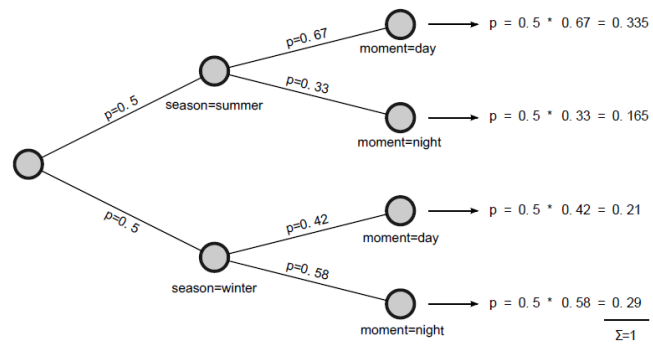 p=0.67
moment=day
p = 0.5 * 0.67 = 0.335
p=0.5
season=summer
p=0.33
moment=night
p = 0.5 * 0.33 = 0.165
p=0.5
season=winter
p=0.42
moment=day
p = 0.5 * 0.42 = 0.21
p=0.58
moment=night
p = 0.5 * 0.58 = 0.29
Σ=1